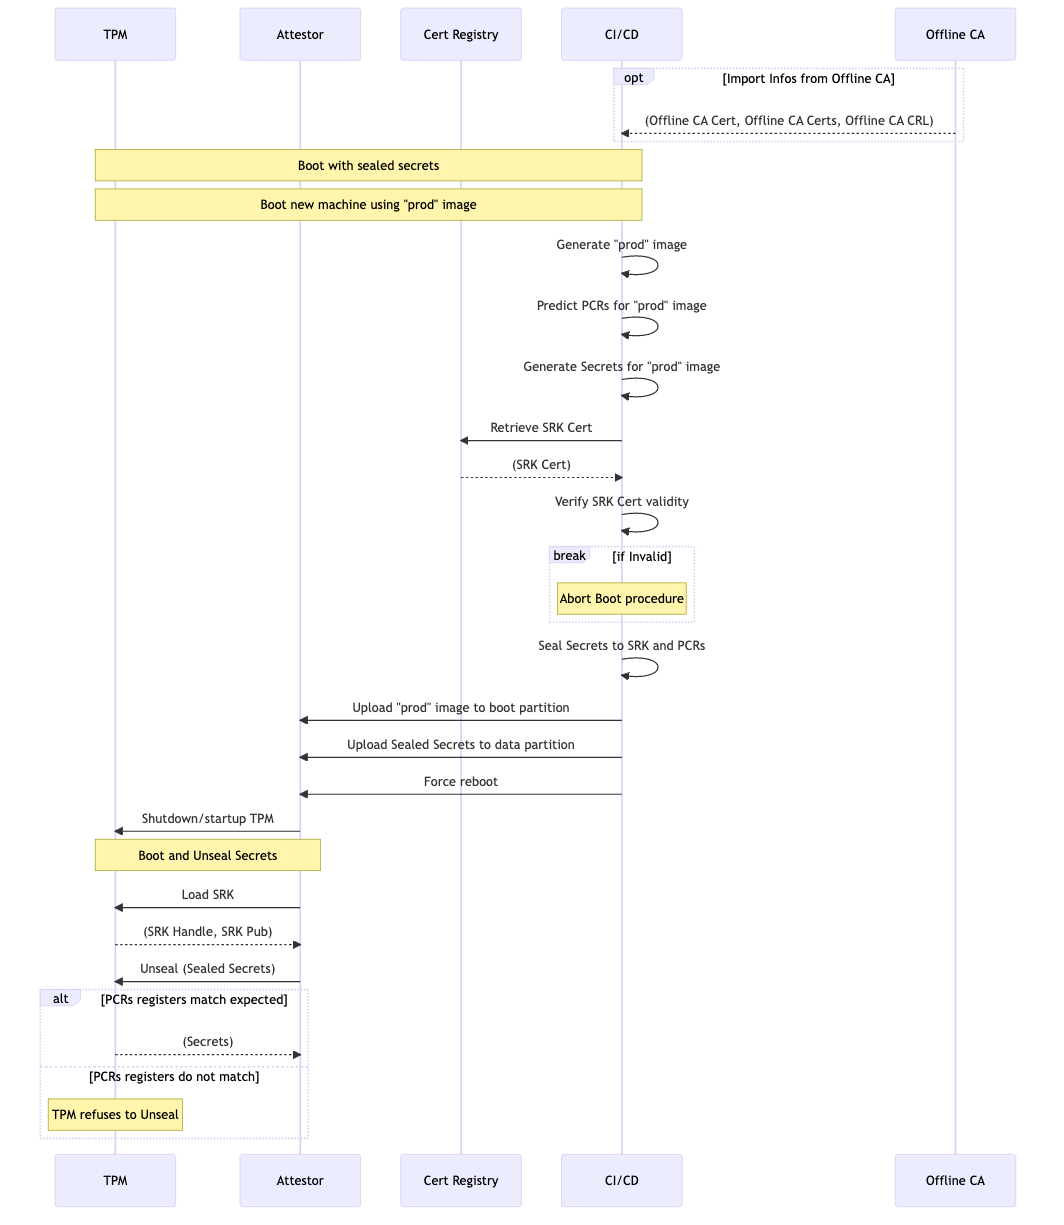 TPM
Attestor
Cert Registry
CI/CD
Offline CA
opt
[Import Infos from Offline CA]
(Offline CA Cert, Offline CA Certs, Offline CA CRL)
Boot with sealed secrets
Boot new machine using "prod" image
Generate "prod" image
Predict PCRs for "prod" image
Generate Secrets for "prod" image
Retrieve SRK Cert
(SRK Cert)
Verify SRK Cert validity
break
[if Invalid]
Abort Boot procedure
Seal Secrets to SRK and PCRs
Upload "prod" image to boot partition
Upload Sealed Secrets to data partition
Force reboot
Shutdown/startup TPM
Boot and Unseal Secrets
Load SRK
(SRK Handle, SRK Pub)
Unseal (Sealed Secrets)
alt
[PCRs registers match expected]
(Secrets)
[PCRs registers do not match]
TPM refuses to Unseal
TPM
Attestor
Cert Registry
CI/CD
Offline CA